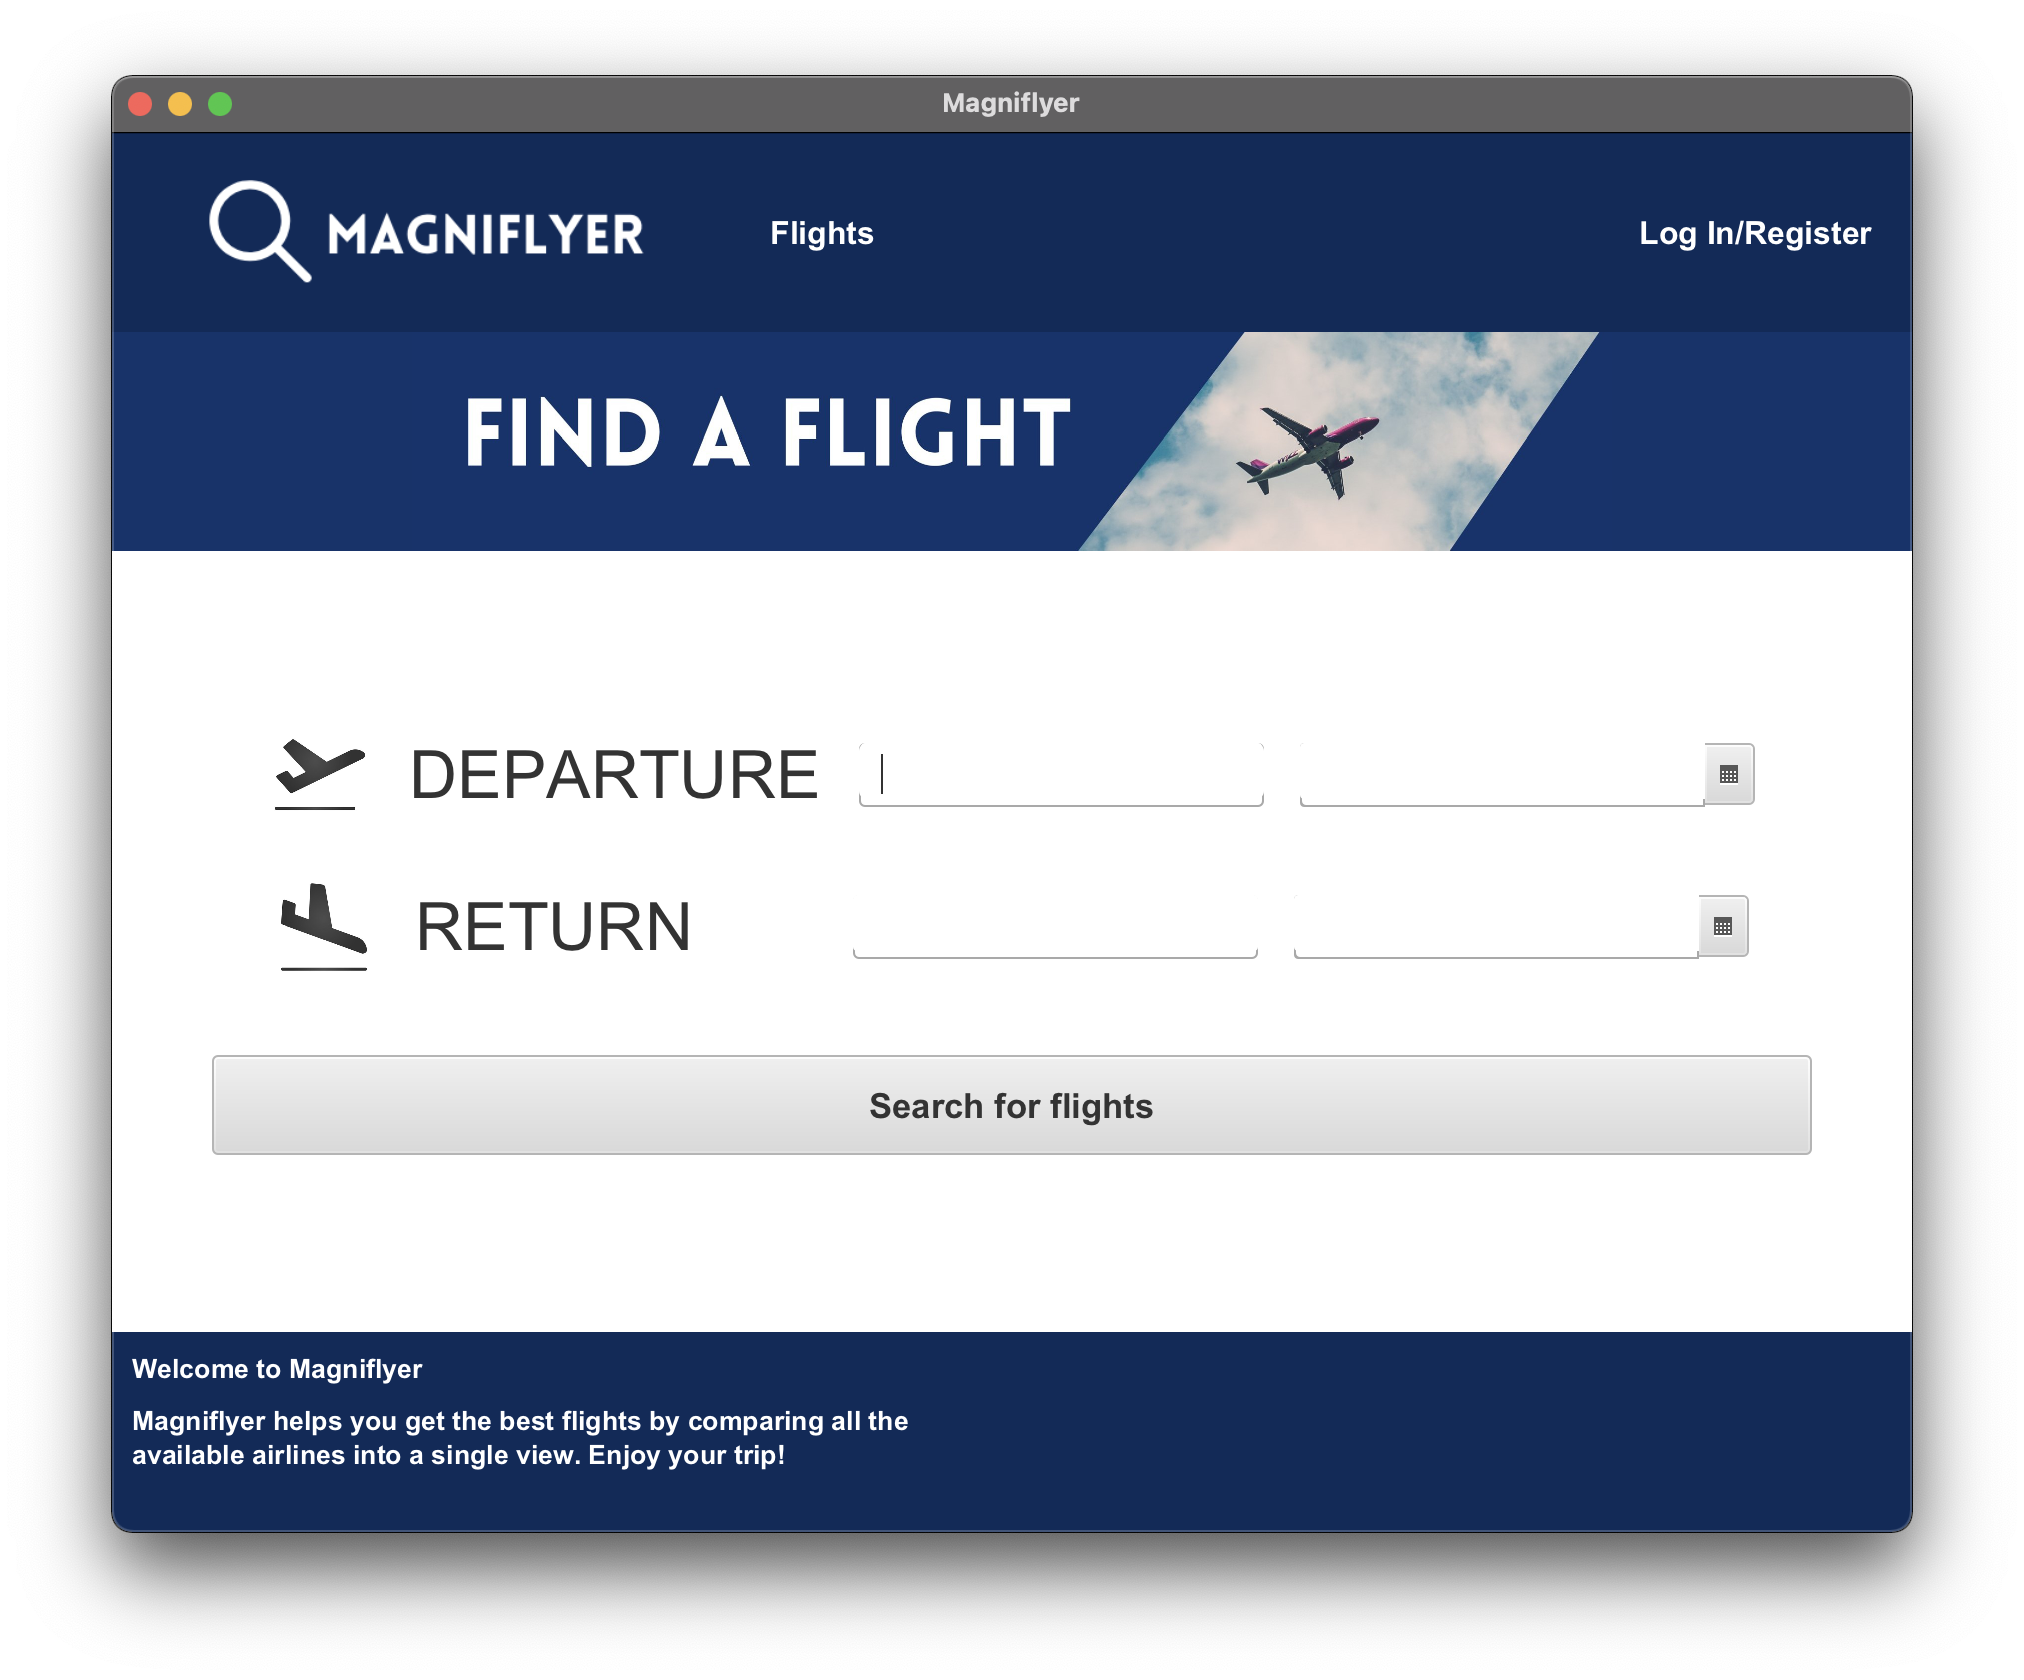 Magniflyer
MAGNIFLYER
Flights
Log In/Register
FIND A FLIGHT
DEPARTURE
RETURN
Search for flights
Welcome to Magniflyer
Magniflyer helps you get the best flights by comparing all the
available airlines into a single view. Enjoy your trip!